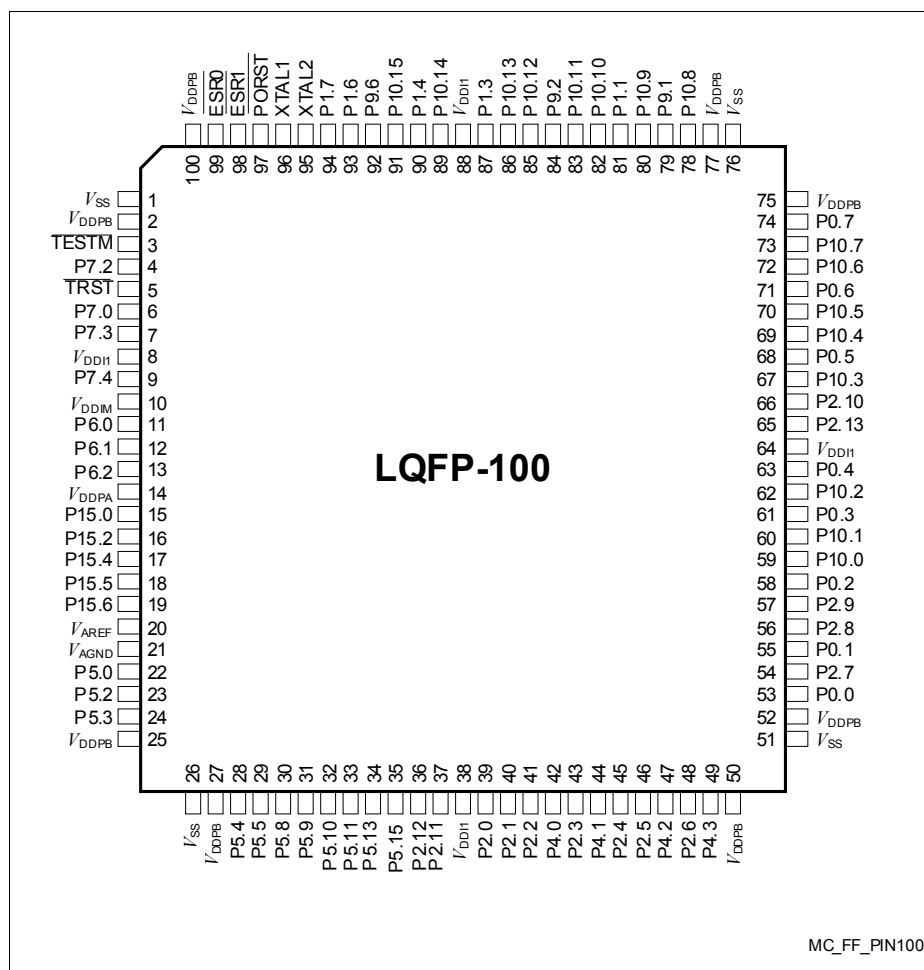 VDDPB
ESR0
ESR1
PORST
XTAL1
XTAL2
P1.7
P1.6
P9.6
P10.15
P1.4
P10.14
VDDI1
P1.3
P10.13
P10.12
P9.2
P10.11
P10.10
P1.1
P10.9
P9.1
P10.8
VDDPB
VSS
100
99
98
97
96
95
94
93
92
91
90
89
88
87
86
85
84
83
82
81
80
79
78
77
76
VSS 1
VDDPB 2
TESTM 3
P7.2 4
TRST 5
P7.0 6
P7.3 7
VDDI1 8
P7.4 9
VDDIM 10
P6.0 11
P6.1 12
P6.2 13
VDDPA 14
P15.0 15
P15.2 16
P15.4 17
P15.5 18
P15.6 19
VAREF 20
VAGND 21
P5.0 22
P5.2 23
P5.3 24
VDDPB 25
LQFP-100
75 VDDPB
74 P0.7
73 P10.7
72 P10.6
71 P0.6
70 P10.5
69 P10.4
68 P0.5
67 P10.3
66 P2.10
65 P2.13
64 VDDI1
63 P0.4
62 P10.2
61 P0.3
60 P10.1
59 P10.0
58 P0.2
57 P2.9
56 P2.8
55 P0.1
54 P2.7
53 P0.0
52 VDDPB
51 VSS
26
27
28
29
30
31
32
33
34
35
36
37
38
39
40
41
42
43
44
45
46
47
48
49
50
VSS
VDDPB
P5.4
P5.5
P5.8
P5.9
P5.10
P5.11
P5.13
P5.15
P2.12
P2.11
VDDI1
P2.0
P2.1
P2.2
P4.0
P2.3
P4.1
P2.4
P2.5
P4.2
P2.6
P4.3
VDDPB
MC_FF_PIN100